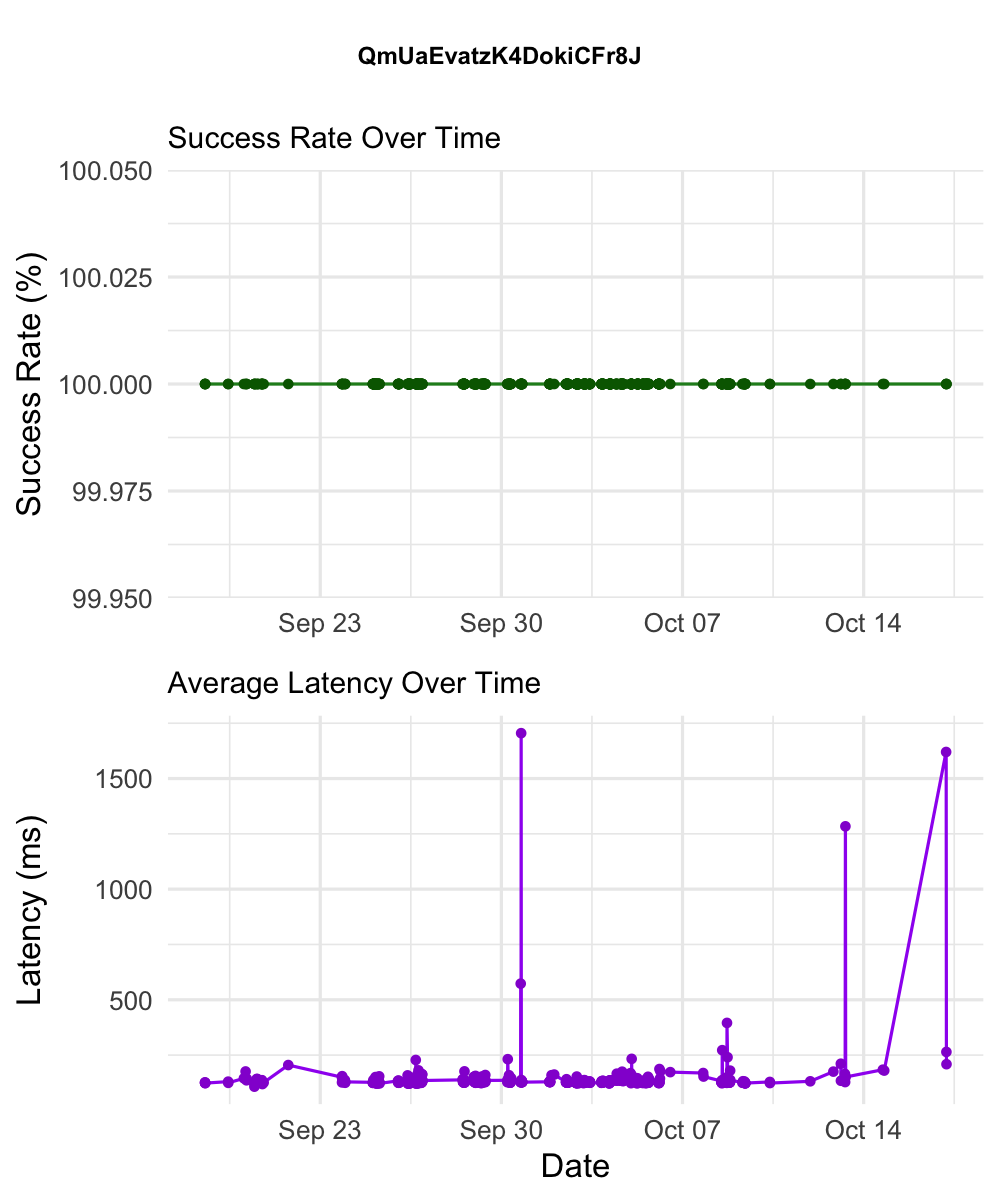 QmUaEvatzK4DokiCFr8J
Success Rate Over Time
Success Rate (%)
100.050
100.025
100.000
99.975
99.950
Sep 23 Sep 30 Oct 07 Oct 14
Average Latency Over Time
Latency (ms)
1500
1000
500
Sep 23 Sep 30 Oct 07 Oct 14
Date